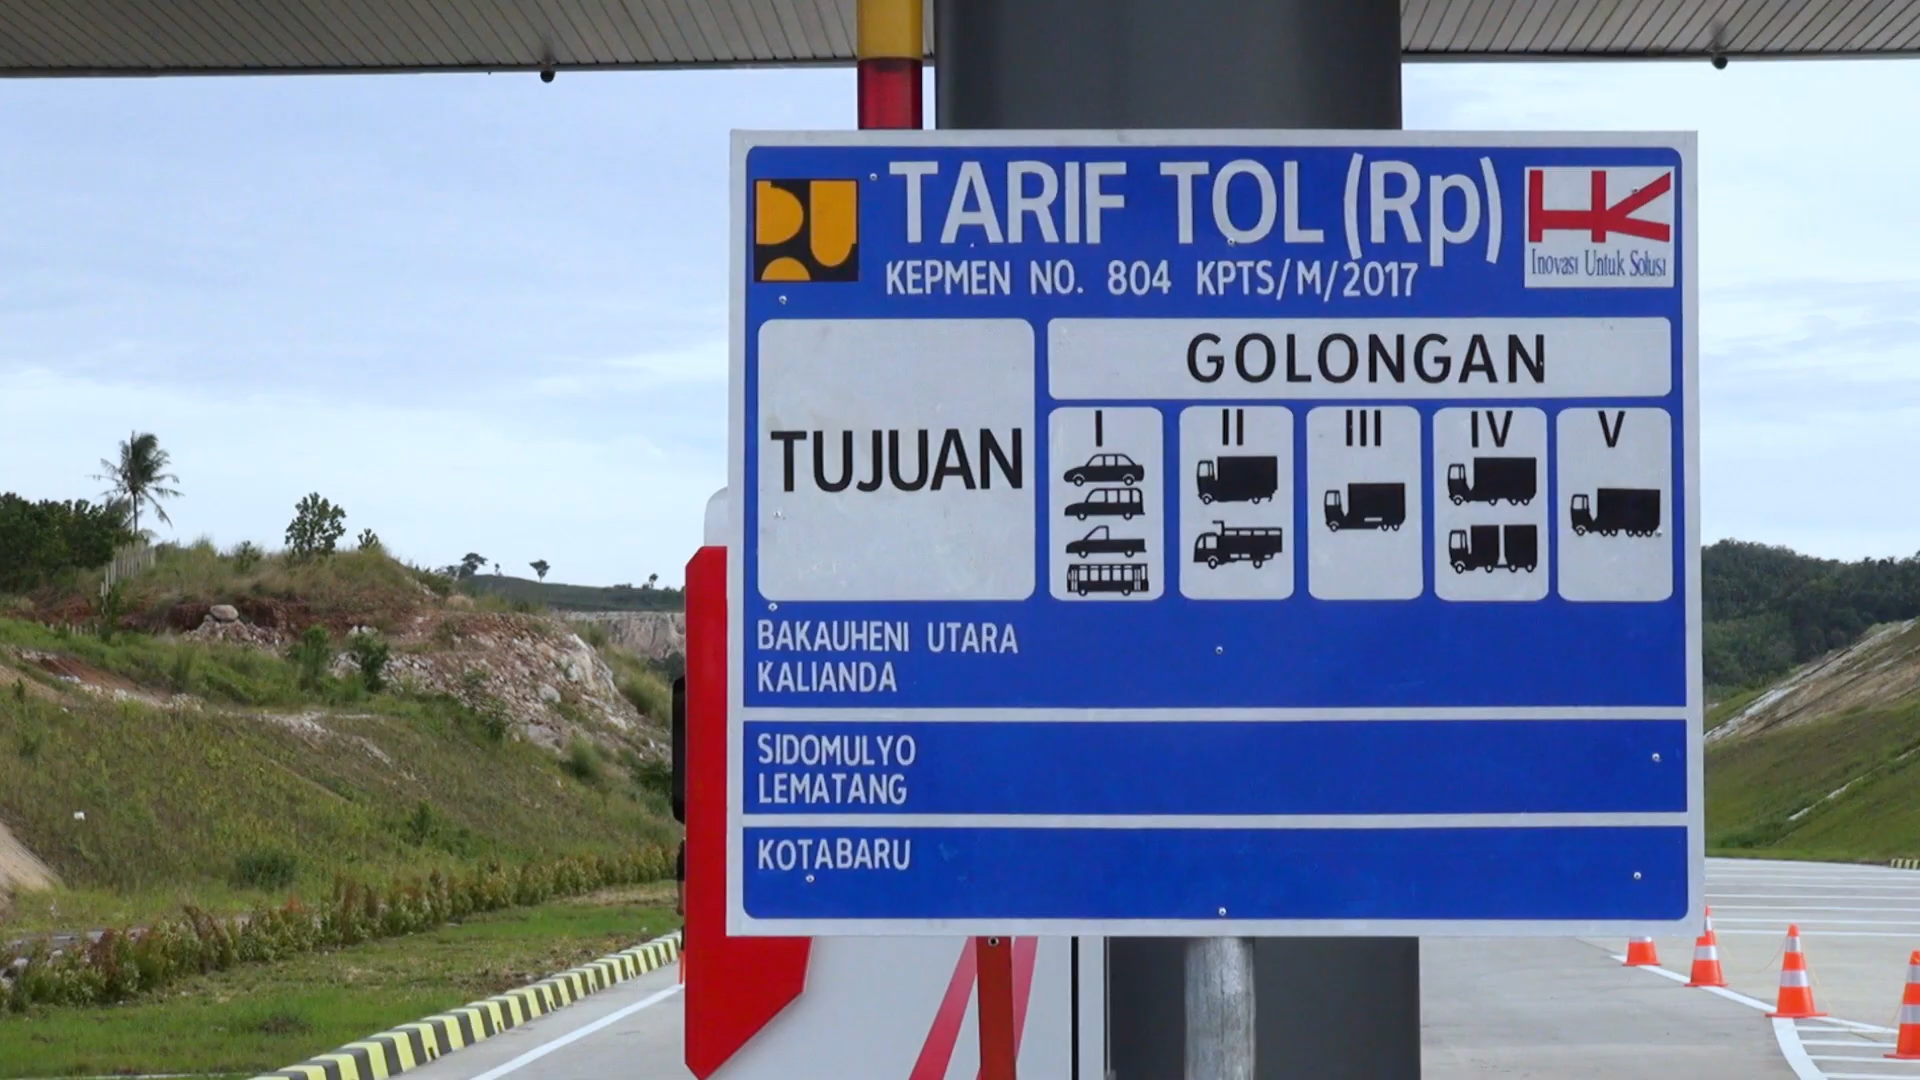 TARIF TOL (Rp)
KEPMEN NO. 804 KPTS/M/2017
Inovasi Untuk Solusi
TUJUAN
GOLONGAN
I II III IV V
BAKAUHENI UTARA
KALIANDA
SIDOMULYO
LEMATANG
KOTABARU